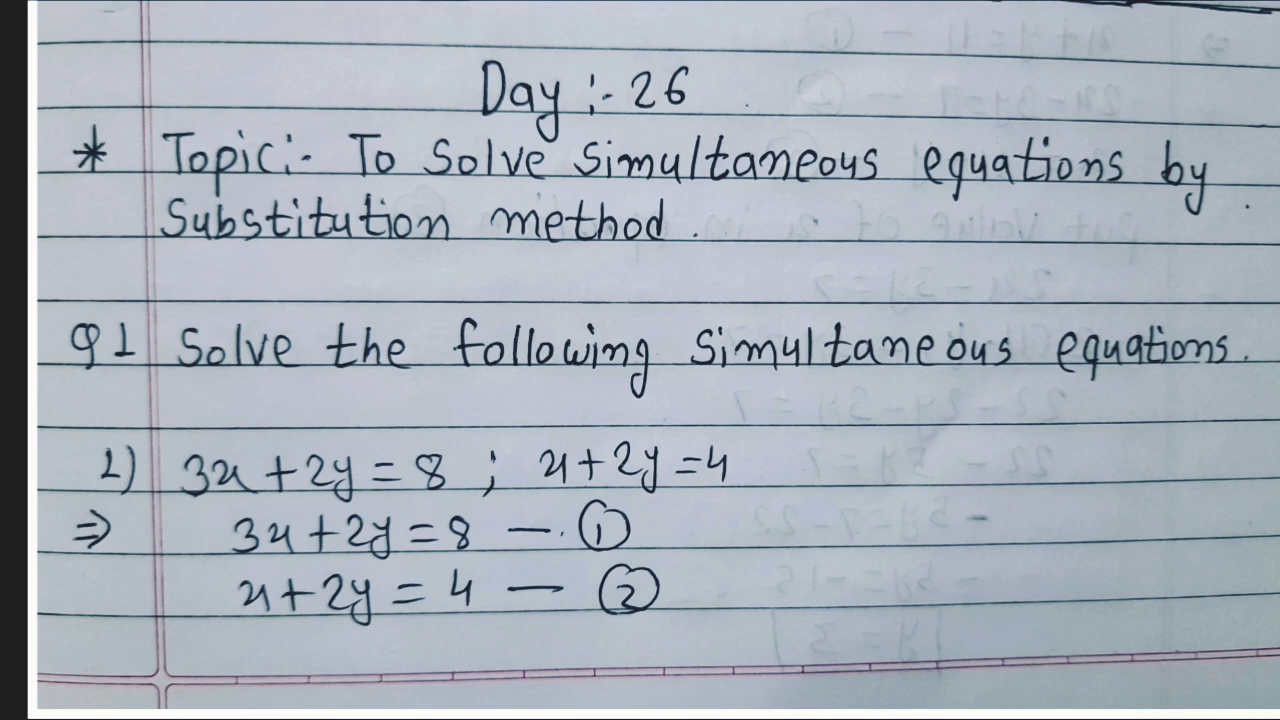 Day :- 26
* Topic:- To solve simultaneous equations by
substitution method.
Q1 Solve the following simultaneous equations.
1) 3x + 2y = 8 ; x + 2y = 4
⇒ 3x + 2y = 8 — ①
x + 2y = 4 — ②